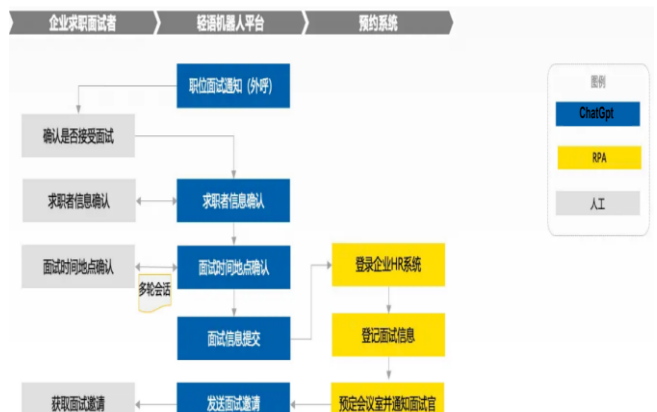 企业求职面试者
轻语机器人平台
预约系统
职位面试通知（外呼）
图例
ChatGpt
RPA
人工
确认是否接受面试
求职者信息确认
求职者信息确认
面试时间地点确认
面试时间地点确认
多轮会话
登录企业HR系统
面试信息提交
登记面试信息
获取面试邀请
发送面试邀请
预定会议室并通知面试官